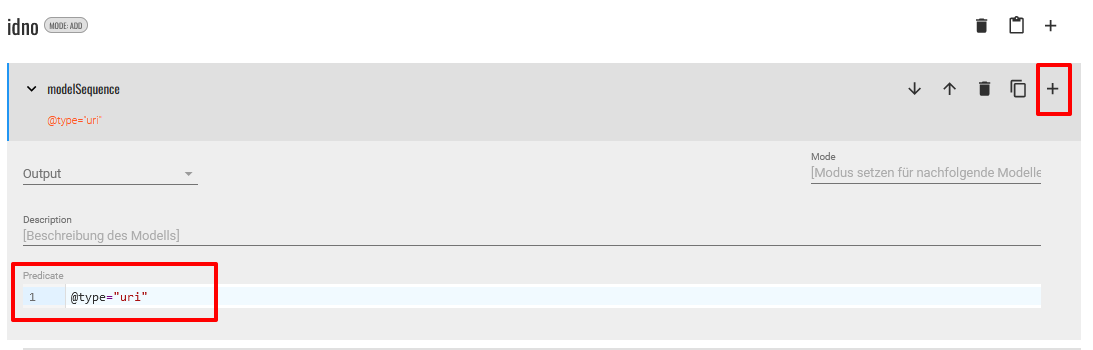 idno MODE: ADD
modelSequence
@type="uri"
Output
Mode
[Modus setzen für nachfolgende Modelle
Description
[Beschreibung des Modells]
Predicate
1 @type="uri"